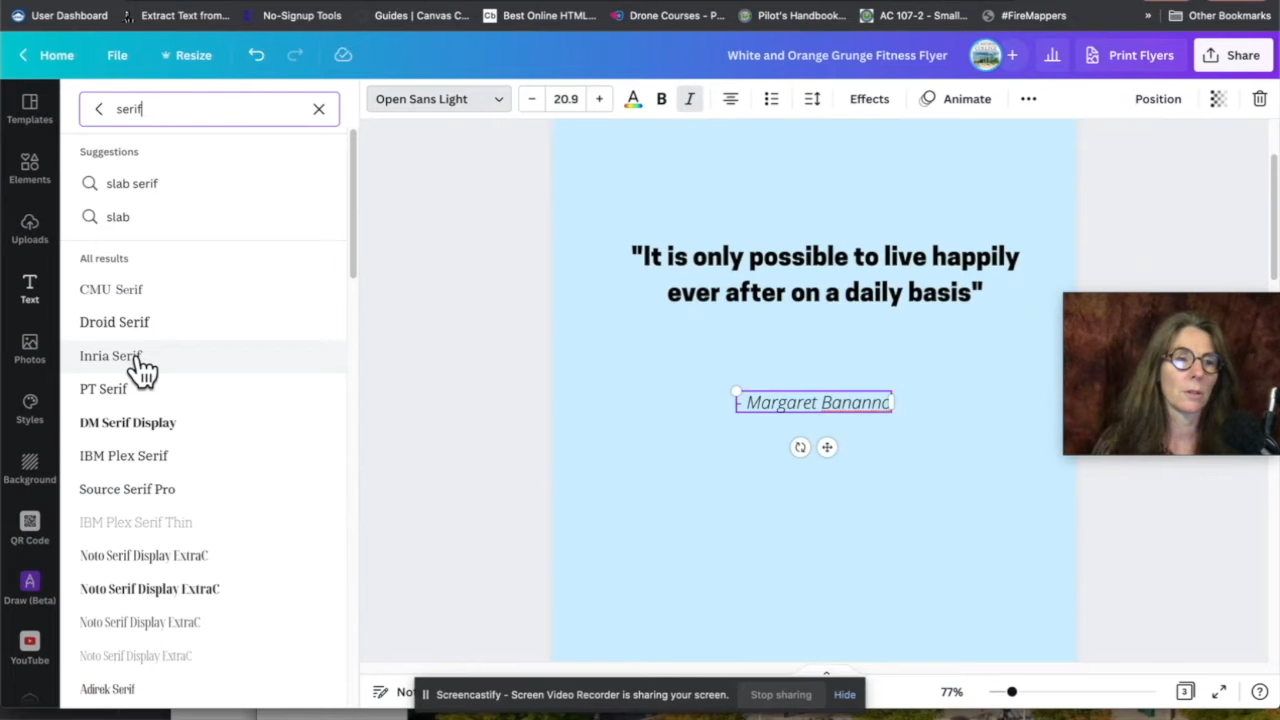 User Dashboard
Extract Text from...
No-Signup Tools
Guides | Canvas C...
Cb Best Online HTML...
Drone Courses - P...
Pilot's Handbook...
AC 107-2 - Small...
#FireMappers
»
Other Bookmarks
Home
File
Resize
White and Orange Grunge Fitness Flyer
+
Print Flyers
Share
serif
Open Sans Light
− 20.9 +
A
B
I
Effects
Animate
•••
Position
Templates
Elements
Uploads
T
Text
Photos
Styles
Background
QR Code
Draw (Beta)
YouTube
Suggestions
slab serif
slab
All results
CMU Serif
Droid Serif
Inria Serif
PT Serif
DM Serif Display
IBM Plex Serif
Source Serif Pro
IBM Plex Serif Thin
Noto Serif Display ExtraC
Noto Serif Display ExtraC
Noto Serif Display ExtraC
Noto Serif Display ExtraC
Adirek Serif
"It is only possible to live happily
ever after on a daily basis"
- Margaret Bananno
Screencastify - Screen Video Recorder is sharing your screen.
Stop sharing
Hide
77%
3
?